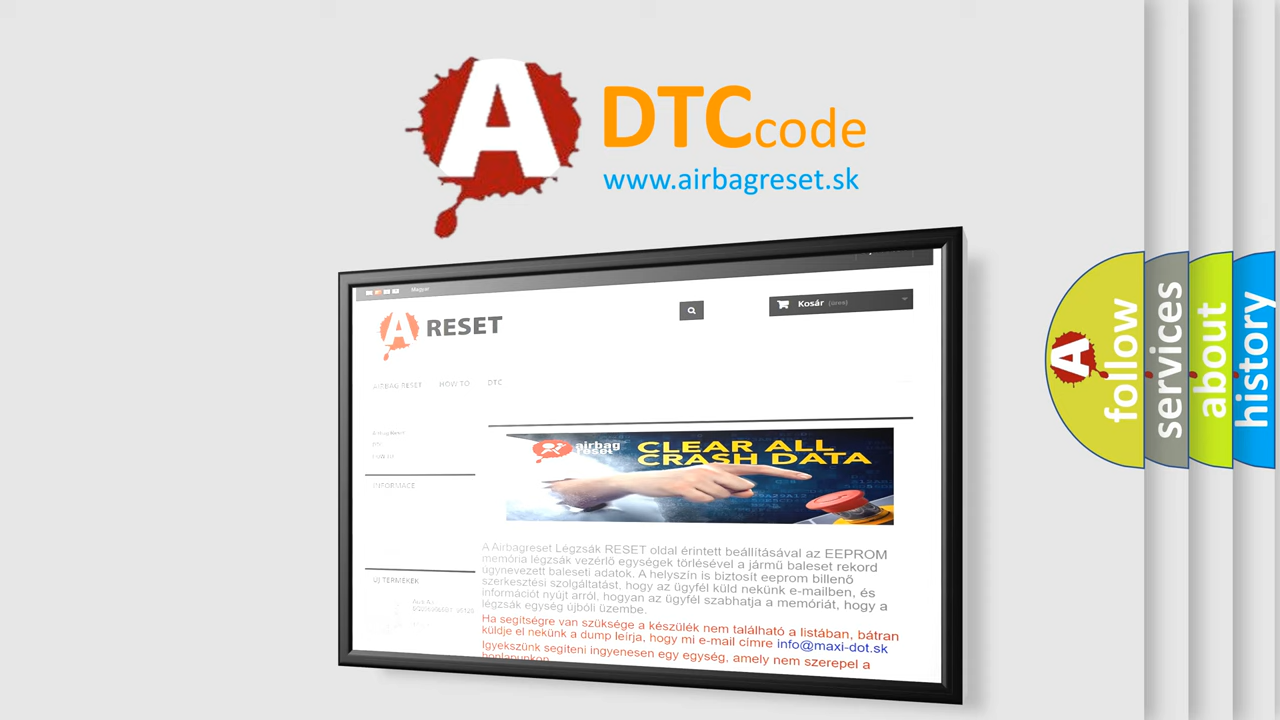 A DTCcode
www.airbagreset.sk
Magyar
Kosár (üres)
A RESET
AIRBAG RESET HOW TO DTC
INFORMACE
ÚJ TERMÉKEK
airbag
reset
CLEAR ALL
CRASH DATA
A Airbagreset Légzsák RESET oldal érintett beállításával az EEPROM
memória légzsák vezérlő egységek törlésével a jármű baleset rekord
úgynevezett baleseti adatok. A helyszín is biztosít eeprom billenő
szerkesztési szolgáltatást, hogy az ügyfél küld nekünk e-mailben, és
információt nyújt arról, hogyan az ügyfél szabhatja a memóriát, hogy a
légzsák egység újbóli üzembe.
Ha segítségre van szüksége a készülék nem található a listában, bátran
küldje el nekünk a dump leírja, hogy mi e-mail címre info@maxi-dot.sk
Igyekszünk segíteni ingyenesen egy egység, amely nem szerepel a
honlapunkon
A follow
services
about
history